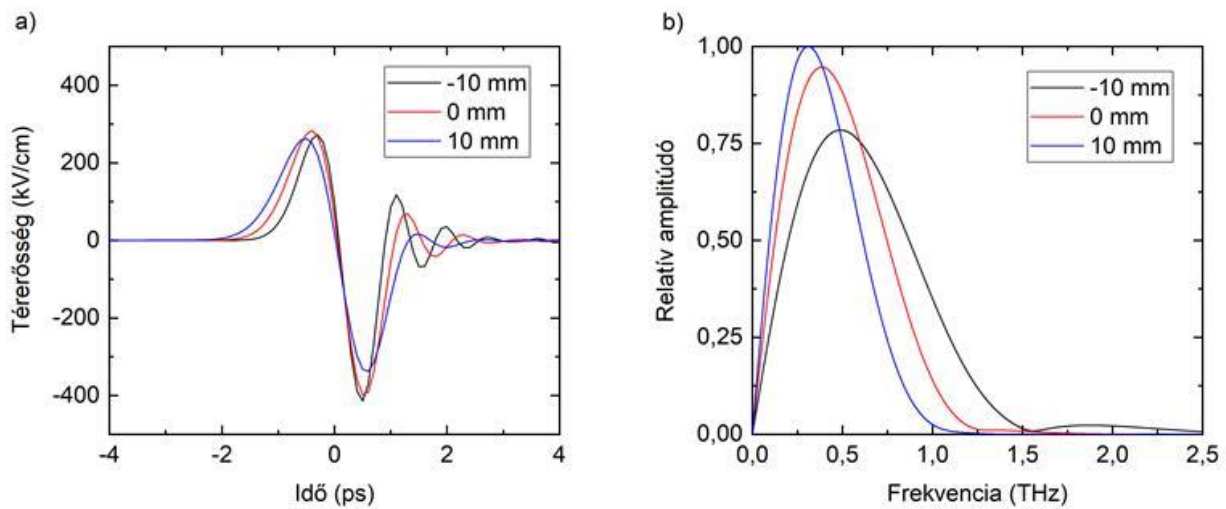 a)
Térerősség (kV/cm)
400
200
0
-200
-400
-4
-2
0
2
4
Idő (ps)
-10 mm
0 mm
10 mm
b)
Relatív amplitúdó
1,00
0,75
0,50
0,25
0,00
0,0
0,5
1,0
1,5
2,0
2,5
Frekvencia (THz)
-10 mm
0 mm
10 mm